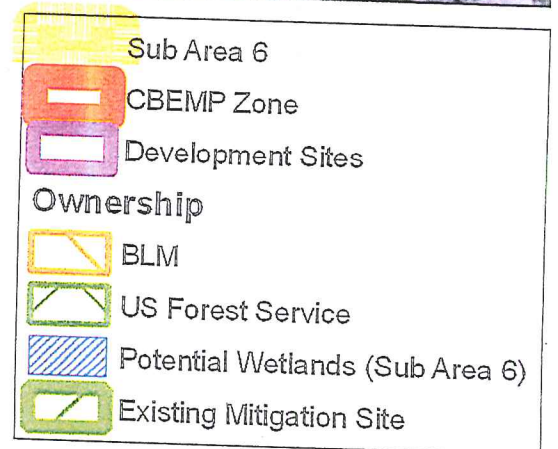 Sub Area 6
CBEMP Zone
Development Sites
Ownership
BLM
US Forest Service
Potential Wetlands (Sub Area 6)
Existing Mitigation Site